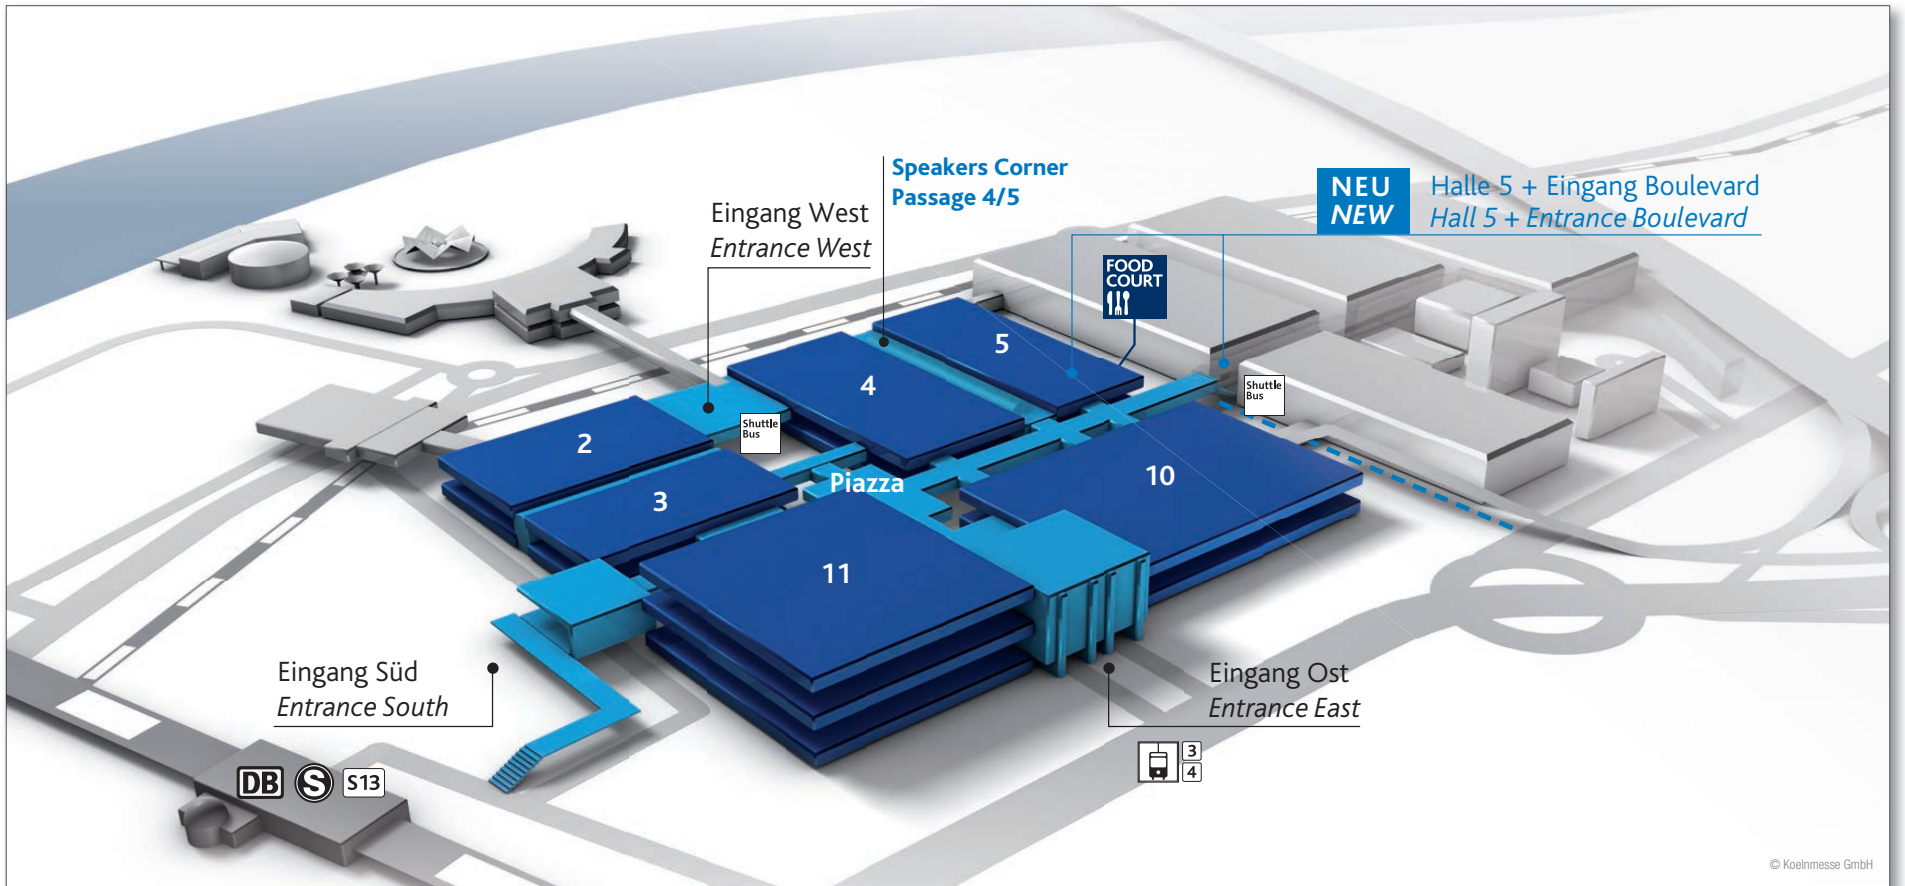 Speakers Corner
Passage 4/5
NEU
NEW
Halle 5 + Eingang Boulevard
Hall 5 + Entrance Boulevard
Eingang West
Entrance West
FOOD
COURT
5
4
Shuttle
Bus
2
Shuttle
Bus
3
Piazza
10
11
Eingang Süd
Entrance South
Eingang Ost
Entrance East
3
4
DB S S13
© Koelnmesse GmbH